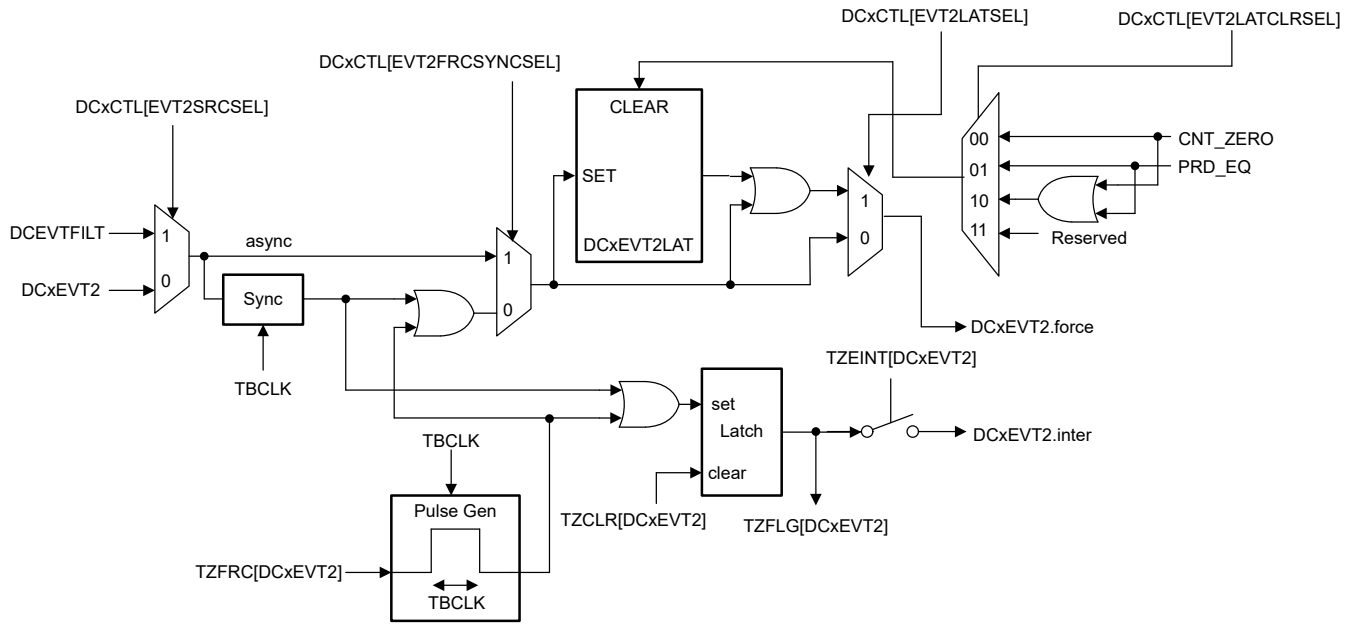 DCxCTL[EVT2LATSEL]
DCxCTL[EVT2LATCLRSEL]
DCxCTL[EVT2FRCSYNCSEL]
DCxCTL[EVT2SRCSEL]
CLEAR
SET
DCxEVT2LAT
00
01
10
11
CNT_ZERO
PRD_EQ
Reserved
1
0
DCEVTFILT
DCxEVT2
1
0
async
Sync
TBCLK
1
0
DCxEVT2.force
TZEINT[DCxEVT2]
set
Latch
clear
DCxEVT2.inter
TZCLR[DCxEVT2]
TZFLG[DCxEVT2]
TBCLK
Pulse Gen
TZFRC[DCxEVT2]
TBCLK